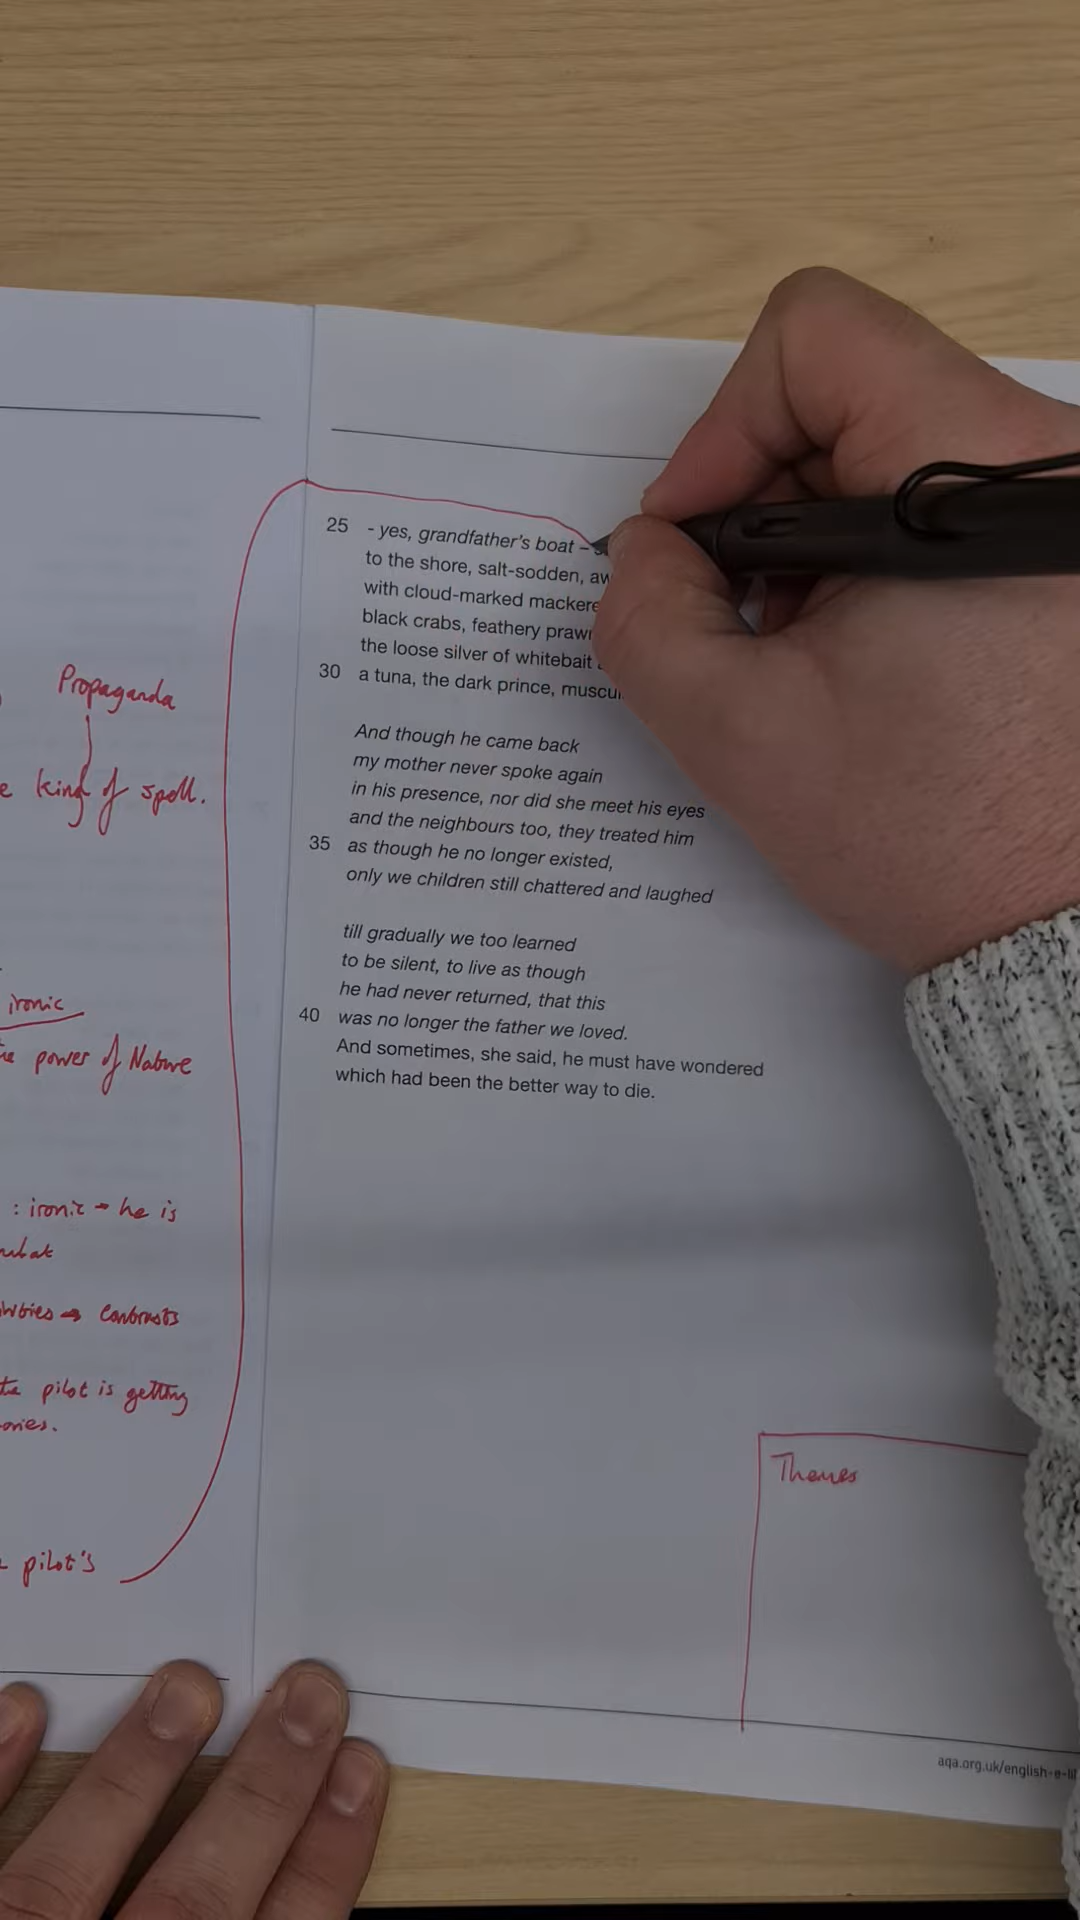 Propaganda
kind of spell.
ironic
power of Nature
: ironic → he is
what
→ Contrasts
pilot is getting
pilot's
25 - yes, grandfather's boat –
to the shore, salt-sodden,
with cloud-marked
black crabs, feathery
the loose silver of whitebait
30 a tuna, the dark prince,
And though he came back
my mother never spoke again
in his presence, nor did she meet his eyes
and the neighbours too, they treated him
35 as though he no longer existed,
only we children still chattered and laughed
till gradually we too learned
to be silent, to live as though
he had never returned, that this
40 was no longer the father we loved.
And sometimes, she said, he must have wondered
which had been the better way to die.
Themes
aqa.org.uk/english-e-lit